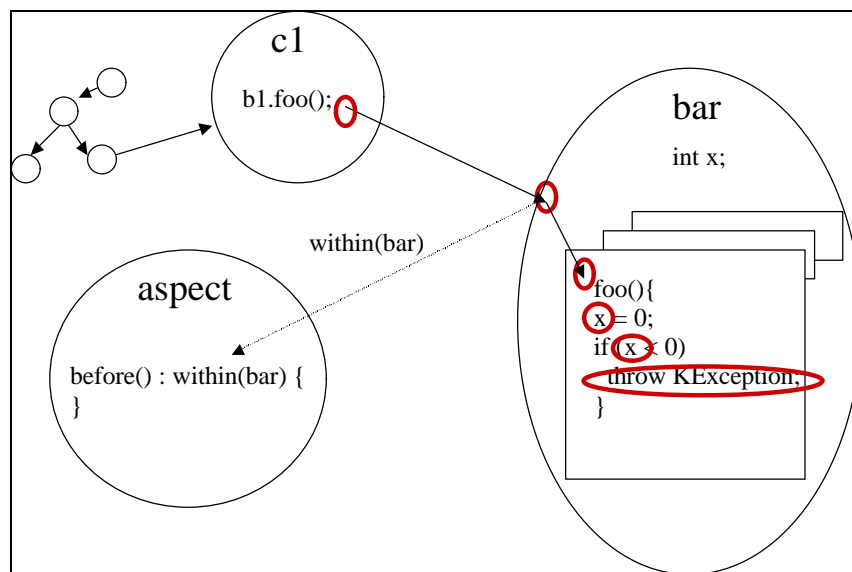 c1
b1.foo();
bar
int x;
within(bar)
aspect
before() : within(bar) {
}
foo(){
x = 0;
if (x < 0)
throw KException;
}